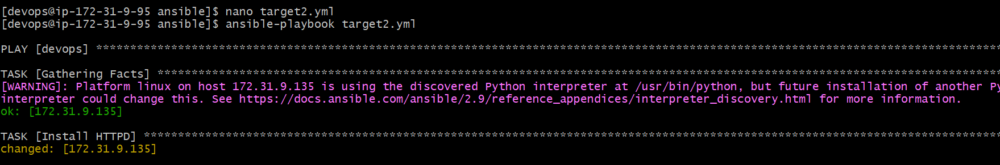 [devops@ip-172-31-9-95 ansible]$ nano target2.yml
[devops@ip-172-31-9-95 ansible]$ ansible-playbook target2.yml
PLAY [devops] ************************************************************************************************************************************
TASK [Gathering Facts] ***************************************************************************************************************************
[WARNING]: Platform linux on host 172.31.9.135 is using the discovered Python interpreter at /usr/bin/python, but future installation of another Py
interpreter could change this. See https://docs.ansible.com/ansible/2.9/reference_appendices/interpreter_discovery.html for more information.
ok: [172.31.9.135]
TASK [Install HTTPD] *****************************************************************************************************************************
changed: [172.31.9.135]